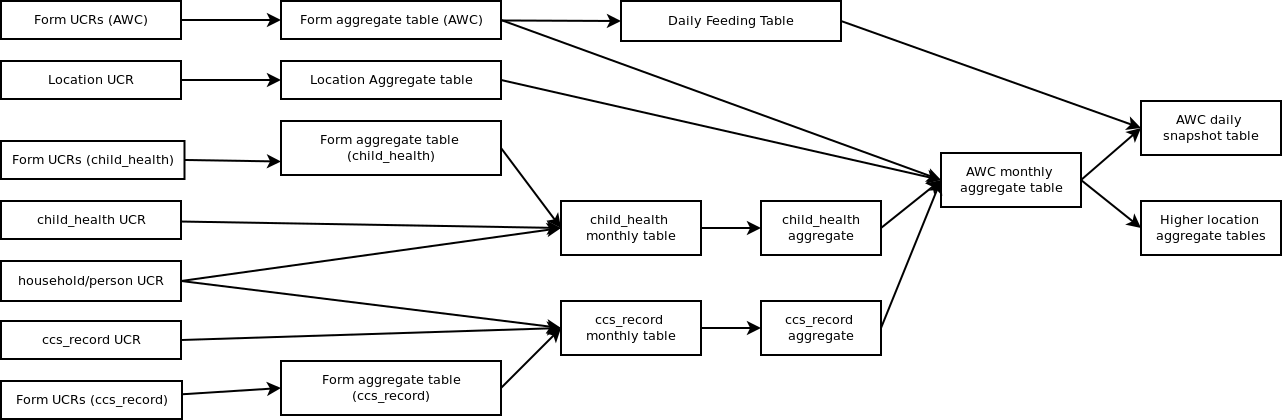 Form UCRs (AWC)
Form aggregate table (AWC)
Daily Feeding Table
Location UCR
Location Aggregate table
Form UCRs (child_health)
Form aggregate table
(child_health)
child_health UCR
household/person UCR
ccs_record UCR
Form UCRs (ccs_record)
Form aggregate table
(ccs_record)
child_health
monthly table
child_health
aggregate
ccs_record
monthly table
ccs_record
aggregate
AWC monthly
aggregate table
AWC daily
snapshot table
Higher location
aggregate tables